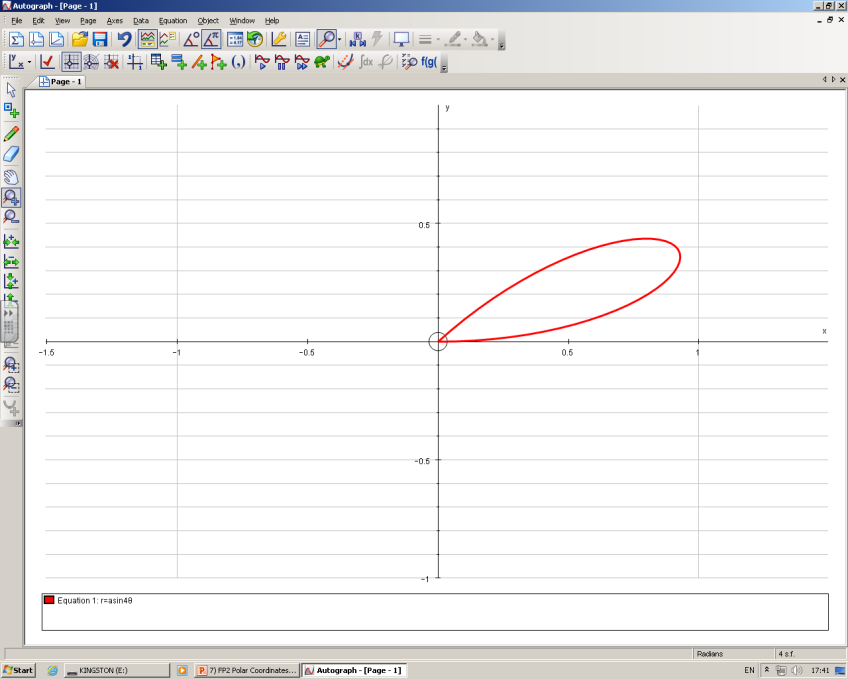 Autograph - [Page - 1]
File Edit View Page Axes Data Equation Object Window Help
f(g(
Page - 1
y
0.5
x
-1.5 -1 -0.5 0.5 1
-0.5
-1
Equation 1: r=asin4θ
Radians 4 s.f.
Start KINGSTON (E:) 7) FP2 Polar Coordinates... Autograph - [Page - 1] EN 17:41